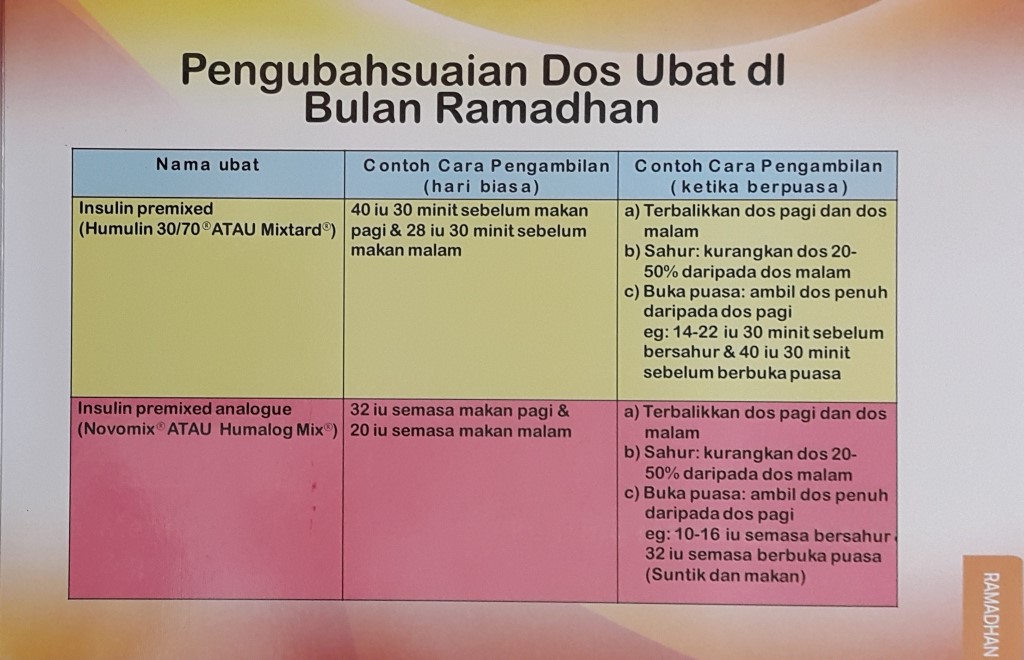 Pengubahsuaian Dos Ubat dI
Bulan Ramadhan
Nama ubat
Contoh Cara Pengambilan
(hari biasa)
Contoh Cara Pengambilan
( ketika berpuasa )
Insulin premixed
(Humulin 30/70® ATAU Mixtard®)
40 iu 30 minit sebelum makan
pagi & 28 iu 30 minit sebelum
makan malam
a) Terbalikkan dos pagi dan dos
malam
b) Sahur: kurangkan dos 20-
50% daripada dos malam
c) Buka puasa: ambil dos penuh
daripada dos pagi
eg: 14-22 iu 30 minit sebelum
bersahur & 40 iu 30 minit
sebelum berbuka puasa
Insulin premixed analogue
(Novomix® ATAU Humalog Mix®)
32 iu semasa makan pagi &
20 iu semasa makan malam
a) Terbalikkan dos pagi dan dos
malam
b) Sahur: kurangkan dos 20-
50% daripada dos malam
c) Buka puasa: ambil dos penuh
daripada dos pagi
eg: 10-16 iu semasa bersahur
32 iu semasa berbuka puasa
(Suntik dan makan)
RAMADHAN